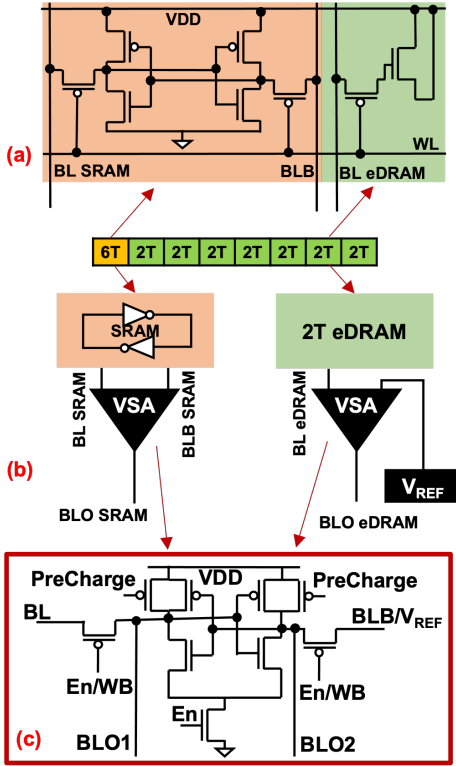 VDD
(a)
BL SRAM
BLB
BL eDRAM
WL
6T 2T 2T 2T 2T 2T 2T 2T
SRAM
2T eDRAM
BL SRAM
VSA
BLB SRAM
BL eDRAM
VSA
(b)
VREF
BLO SRAM
BLO eDRAM
PreCharge
VDD
PreCharge
BL
BLB/VREF
En/WB
En/WB
En
(c)
BLO1
BLO2